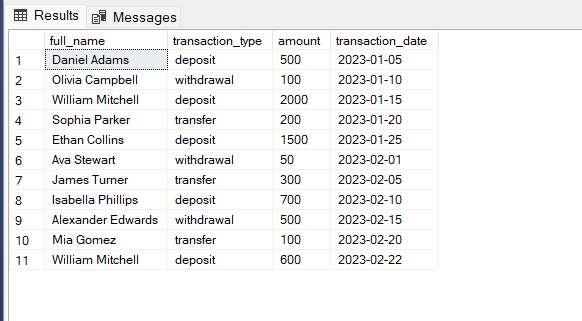 Results Messages
full_name transaction_type amount transaction_date
1 Daniel Adams deposit 500 2023-01-05
2 Olivia Campbell withdrawal 100 2023-01-10
3 William Mitchell deposit 2000 2023-01-15
4 Sophia Parker transfer 200 2023-01-20
5 Ethan Collins deposit 1500 2023-01-25
6 Ava Stewart withdrawal 50 2023-02-01
7 James Turner transfer 300 2023-02-05
8 Isabella Phillips deposit 700 2023-02-10
9 Alexander Edwards withdrawal 500 2023-02-15
10 Mia Gomez transfer 100 2023-02-20
11 William Mitchell deposit 600 2023-02-22